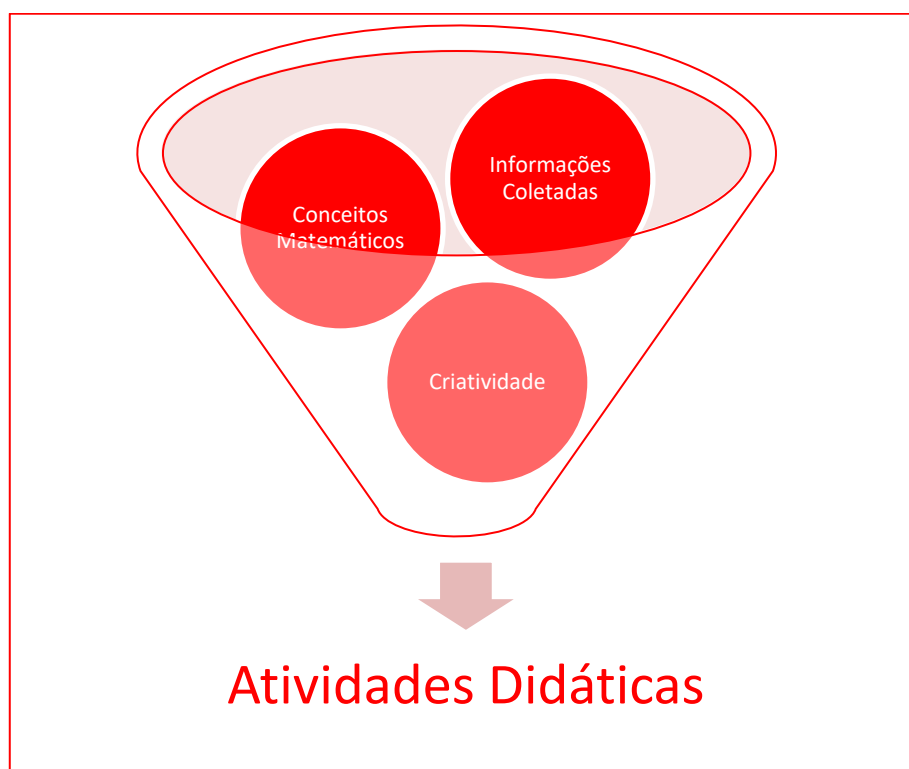 Informações
Coletadas
Conceitos
Matemáticos
Criatividade
Atividades Didáticas